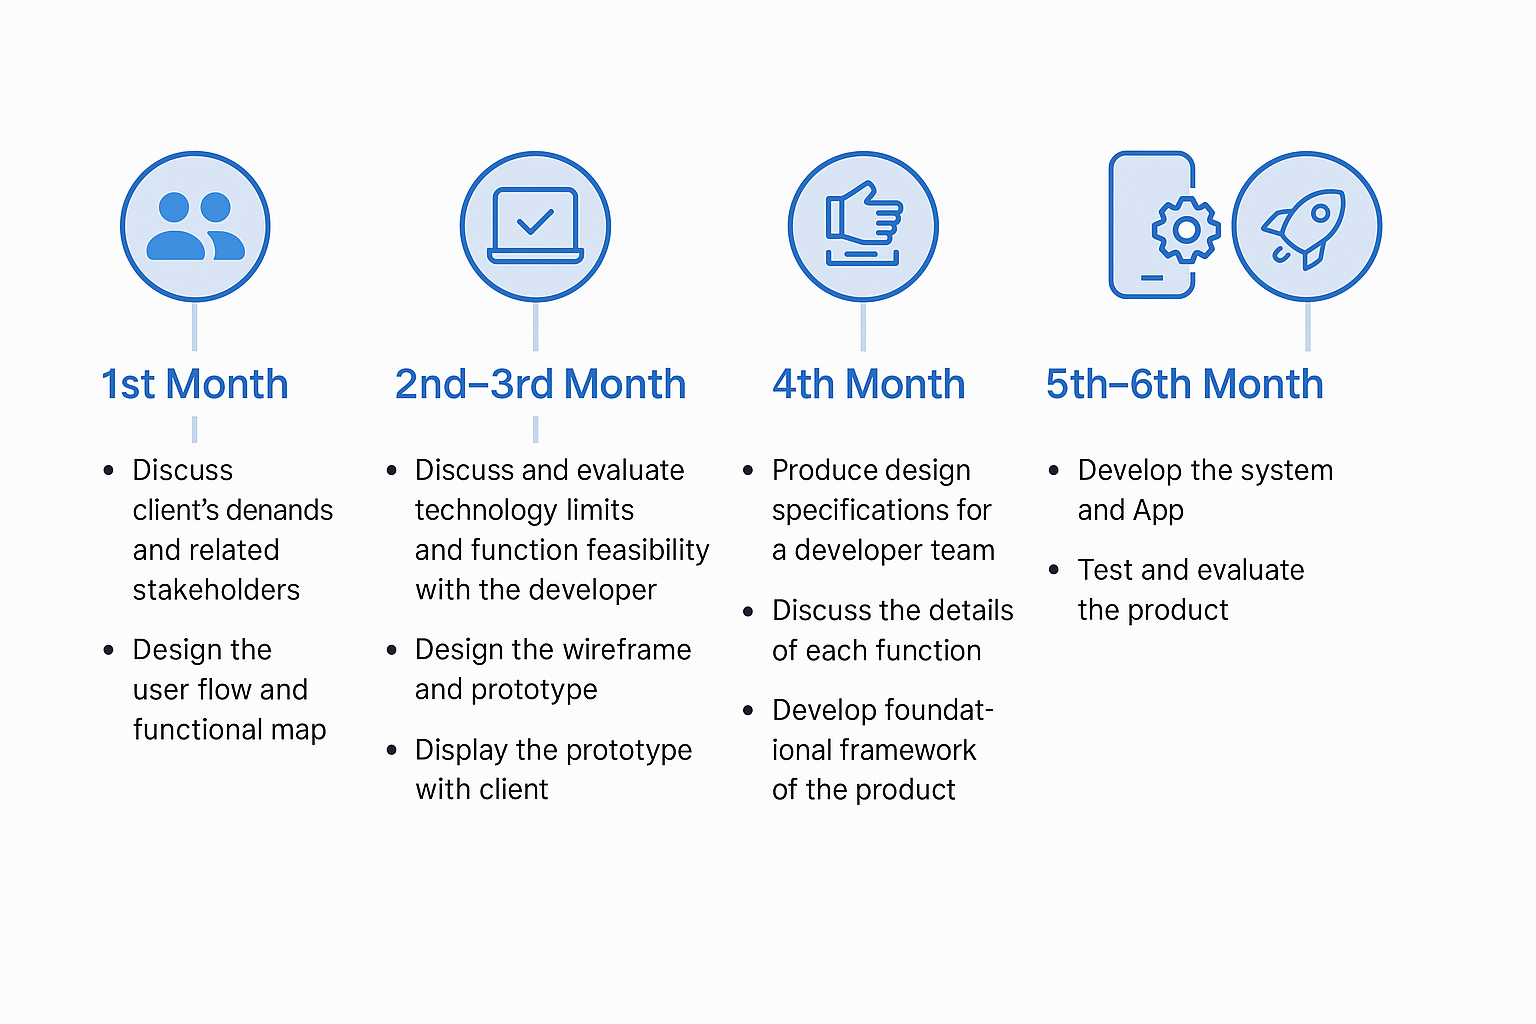 1st Month
• Discuss
client's denands
and related
stakeholders
• Design the
user flow and
functional map
2nd–3rd Month
• Discuss and evaluate
technology limits
and function feasibility
with the developer
• Design the wireframe
and prototype
• Display the prototype
with client
4th Month
• Produce design
specifications for
a developer team
• Discuss the details
of each function
• Develop foundat-
ional framework
of the product
5th–6th Month
• Develop the system
and App
• Test and evaluate
the product